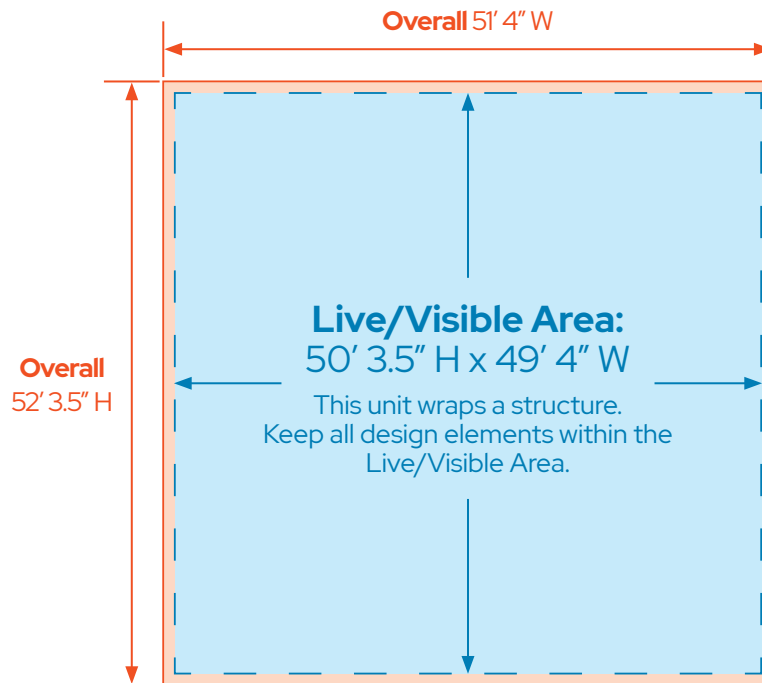 Overall 51′ 4″ W
Live/Visible Area:
50′ 3.5″ H x 49′ 4″ W
Overall
52′ 3.5″ H
This unit wraps a structure.
Keep all design elements within the
Live/Visible Area.